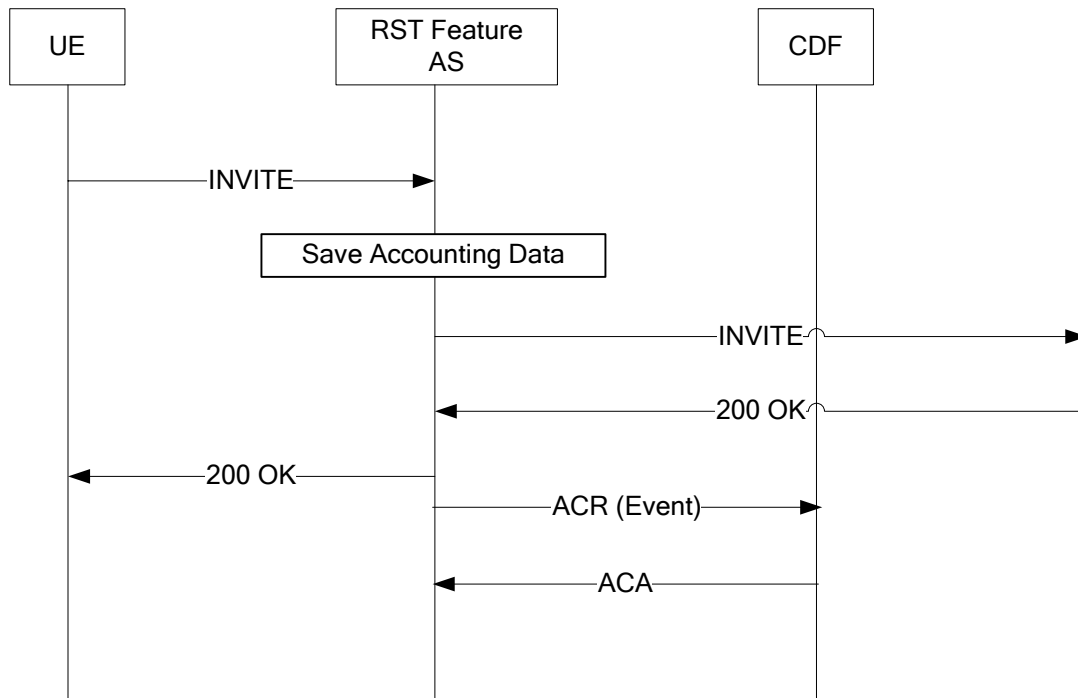 UE
RST Feature
AS
CDF
INVITE
Save Accounting Data
INVITE
200 OK
200 OK
ACR (Event)
ACA